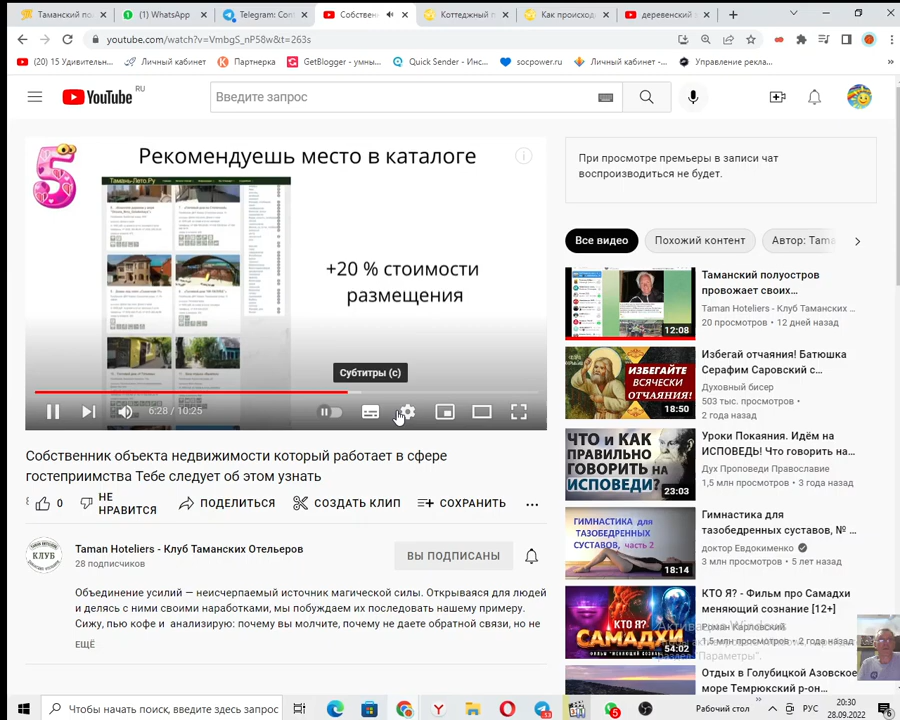 Таманский по
(1) WhatsApp
Telegram: Cont
Собствен
Коттеджный п
Как происход
деревенский
youtube.com/watch?v=VmbgS_nP58w&t=263s
(20) 15 Удивительн...
Личный кабинет
Партнерка
GetBlogger - умны...
Quick Sender - Инс...
socpower.ru
Личный кабинет -...
Управление рекла...
YouTube RU
Введите запрос
5
Рекомендуешь место в каталоге
Тамань-Лето.Ру
+20 % стоимости
размещения
Субтитры (c)
6:28 / 10:25
При просмотре премьеры в записи чат
воспроизводиться не будет.
Все видео
Похожий контент
Автор: Tama
12:08
Таманский полуостров
провожает своих...
Taman Hoteliers - Клуб Таманских ...
20 просмотров • 12 дней назад
ИЗБЕГАЙТЕ
ВСЯЧЕСКИ
ОТЧАЯНИЯ!
18:50
Избегай отчаяния! Батюшка
Серафим Саровский с...
Духовный бисер
503 тыс. просмотров •
2 года назад
ЧТО и КАК
ПРАВИЛЬНО
ГОВОРИТЬ
НА
ИСПОВЕДИ?
23:03
Уроки Покаяния. Идём на
ИСПОВЕДЬ! Что говорить на...
Дух Проповеди Православие
1,5 млн просмотров • 3 года назад
ГИМНАСТИКА для
ТАЗОБЕДРЕННЫХ
СУСТАВОВ, часть 2
18:14
Гимнастика для
тазобедренных суставов, № ...
доктор Евдокименко
3 млн просмотров • 5 лет назад
КТО Я?
САМАДХИ
54:02
КТО Я? - Фильм про Самадхи
меняющий сознание [12+]
Роман Карловский
1,5 млн просмотров • 2 года назад
Активация Windows
"Параметры".
Отдых в Голубицкой Азовское
море Темрюкский р-он...
Собственник объекта недвижимости который работает в сфере
гостеприимства Тебе следует об этом узнать
0
НЕ
НРАВИТСЯ
ПОДЕЛИТЬСЯ
СОЗДАТЬ КЛИП
СОХРАНИТЬ
КЛУБ
Taman Hoteliers - Клуб Таманских Отельеров
28 подписчиков
ВЫ ПОДПИСАНЫ
Объединение усилий — неисчерпаемый источник магической силы. Открываяся для людей
и делясь с ними своими наработками, мы побуждаем их последовать нашему примеру.
Сижу, пью кофе и анализирую: почему вы молчите, почему не даете обратной связи, но не
ЕЩЁ
Чтобы начать поиск, введите здесь запрос
Рабочий стол
РУС
20:30
28.09.2022